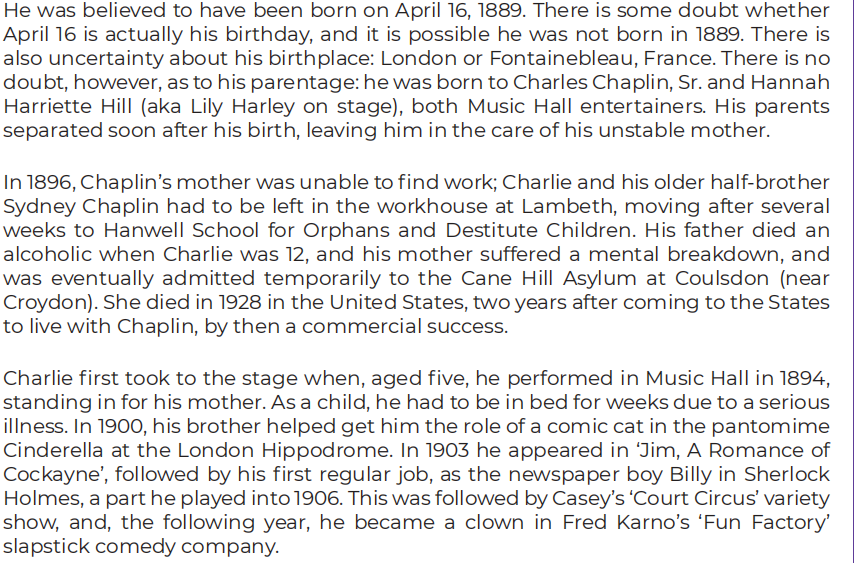 He was believed to have been born on April 16, 1889. There is some doubt whether
April 16 is actually his birthday, and it is possible he was not born in 1889. There is
also uncertainty about his birthplace: London or Fontainebleau, France. There is no
doubt, however, as to his parentage: he was born to Charles Chaplin, Sr. and Hannah
Harriette Hill (aka Lily Harley on stage), both Music Hall entertainers. His parents
separated soon after his birth, leaving him in the care of his unstable mother.
In 1896, Chaplin’s mother was unable to find work; Charlie and his older half-brother
Sydney Chaplin had to be left in the workhouse at Lambeth, moving after several
weeks to Hanwell School for Orphans and Destitute Children. His father died an
alcoholic when Charlie was 12, and his mother suffered a mental breakdown, and
was eventually admitted temporarily to the Cane Hill Asylum at Coulsdon (near
Croydon). She died in 1928 in the United States, two years after coming to the States
to live with Chaplin, by then a commercial success.
Charlie first took to the stage when, aged five, he performed in Music Hall in 1894,
standing in for his mother. As a child, he had to be in bed for weeks due to a serious
illness. In 1900, his brother helped get him the role of a comic cat in the pantomime
Cinderella at the London Hippodrome. In 1903 he appeared in ‘Jim, A Romance of
Cockayne’, followed by his first regular job, as the newspaper boy Billy in Sherlock
Holmes, a part he played into 1906. This was followed by Casey’s ‘Court Circus’ variety
show, and, the following year, he became a clown in Fred Karno’s ‘Fun Factory’
slapstick comedy company.